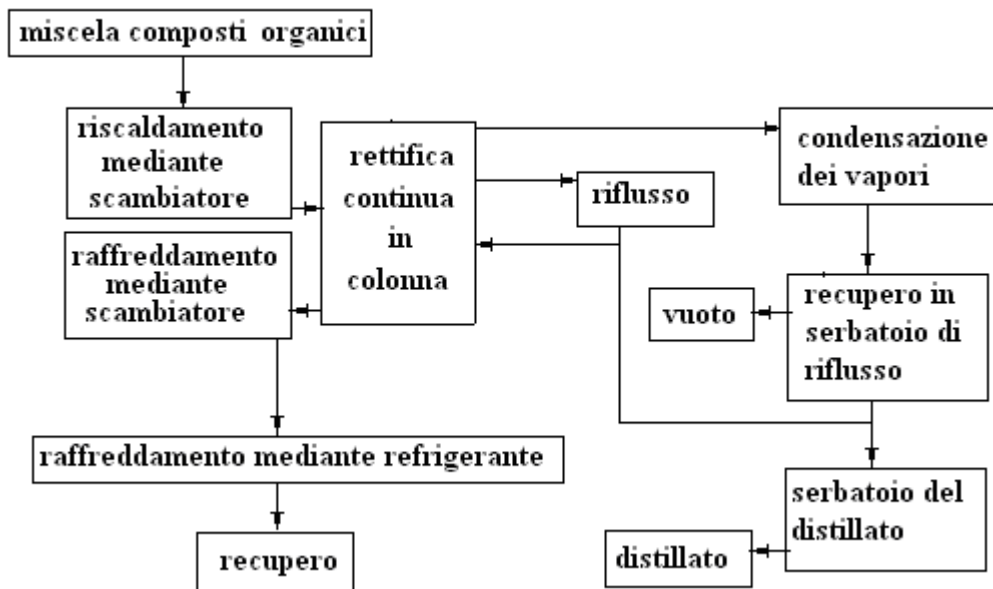 miscela composti organici
riscaldamento
mediante
scambiatore
rettifica
continua
in
colonna
condensazione
dei vapori
riflusso
raffreddamento
mediante
scambiatore
vuoto
recupero in
serbatoio di
riflusso
raffreddamento mediante refrigerante
serbatoio del
distillato
recupero
distillato